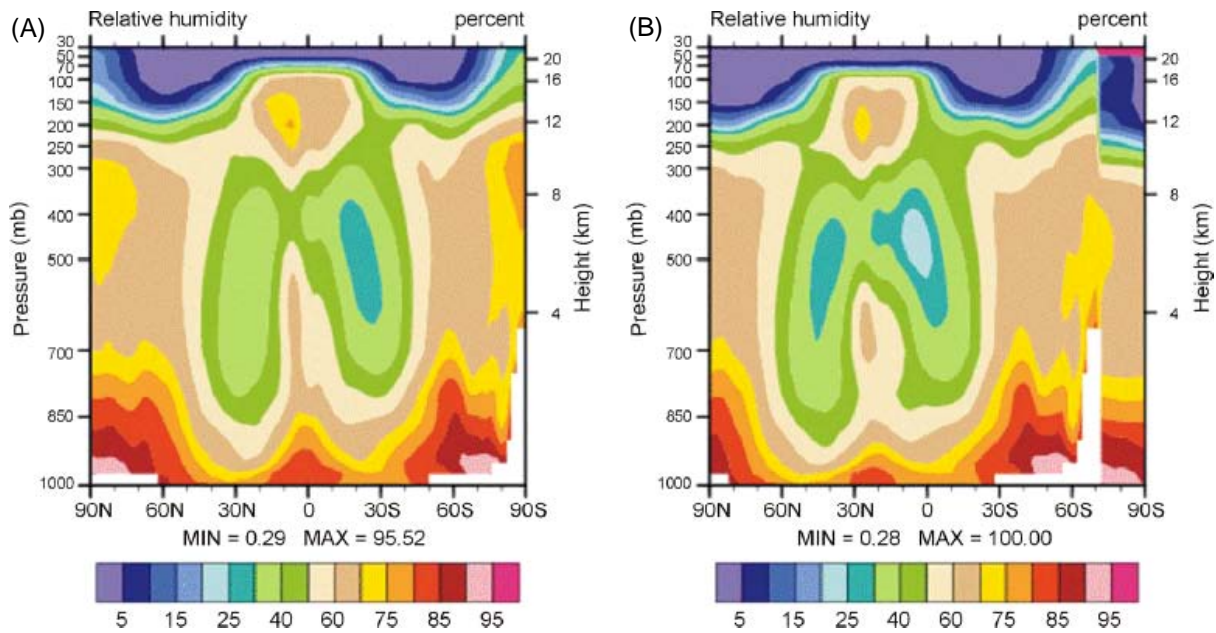 (A)
Relative humidity percent
30
50
70
100
150
200
250
300
400
500
700
850
1000
Pressure (mb)
20
16
12
8
4
Height (km)
90N 60N 30N 0 30S 60S 90S
MIN = 0.29 MAX = 95.52
5 15 25 40 60 75 85 95
(B)
Relative humidity percent
30
50
70
100
150
200
250
300
400
500
700
850
1000
Pressure (mb)
20
16
12
8
4
Height (km)
90N 60N 30N 0 30S 60S 90S
MIN = 0.28 MAX = 100.00
5 15 25 40 60 75 85 95